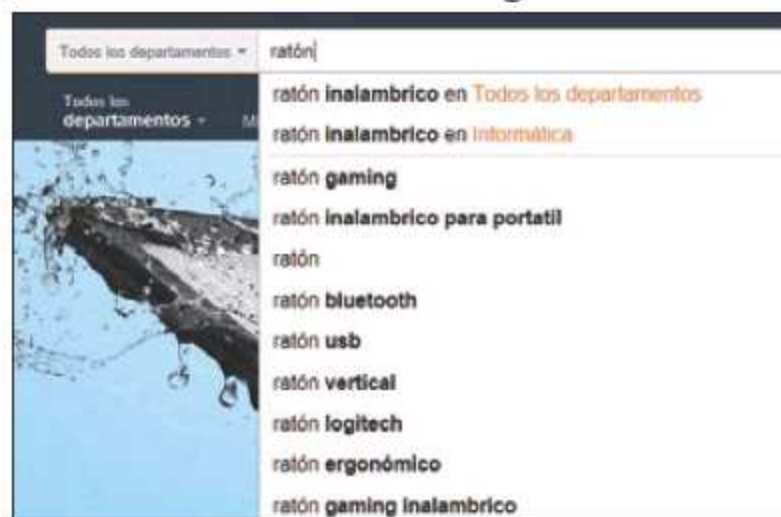 Todos los departamentos ratón
Todos los
departamentos
ratón inalambrico en Todos los departamentos
ratón inalambrico en Informática
ratón gaming
ratón inalambrico para portatil
ratón
ratón bluetooth
ratón usb
ratón vertical
ratón logitech
ratón ergonómico
ratón gaming inalambrico